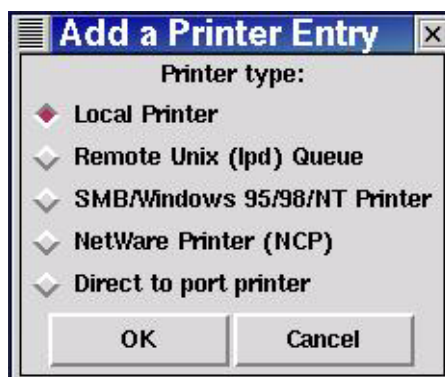 Add a Printer Entry
Printer type:
Local Printer
Remote Unix (lpd) Queue
SMB/Windows 95/98/NT Printer
NetWare Printer (NCP)
Direct to port printer
OK
Cancel